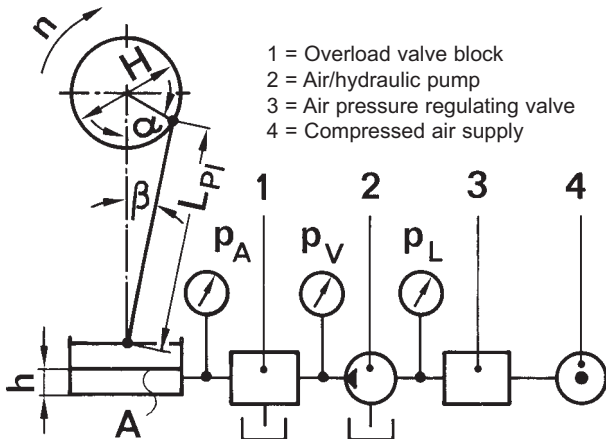 n
H
α
β
L_PI
1 = Overload valve block
2 = Air/hydraulic pump
3 = Air pressure regulating valve
4 = Compressed air supply
1 2 3 4
p_A p_V p_L
h
A